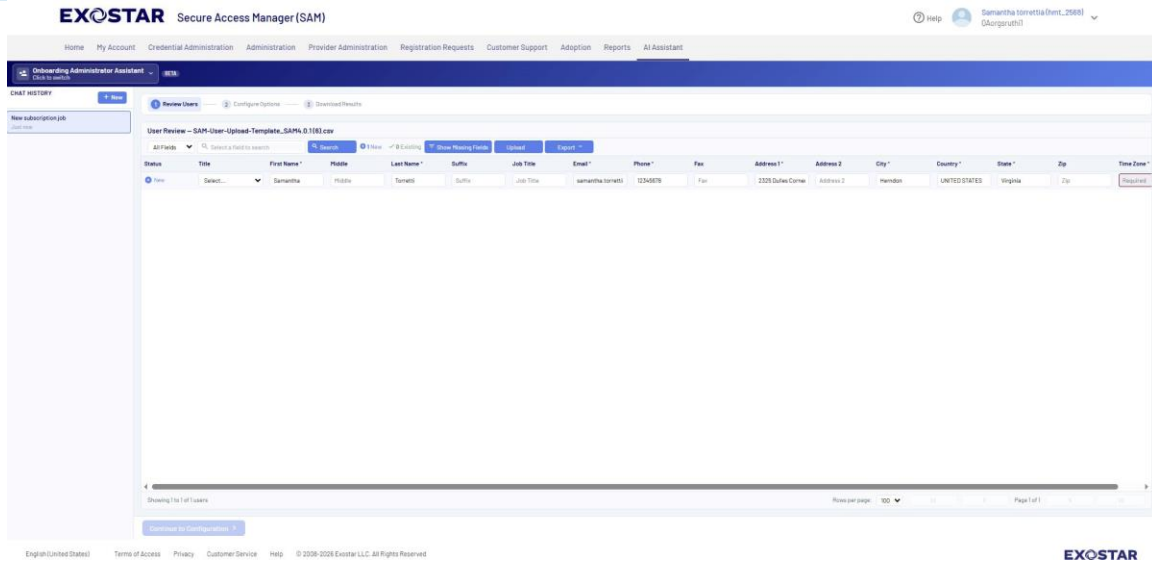 EXOSTAR Secure Access Manager (SAM)
Help
Samantha torrettia (hmt_2568)
Home My Account Credential Administration Administration Provider Administration Registration Requests Customer Support Adoption Reports AI Assistant
Onboarding Administrator Assistant BETA
Click to switch
CHAT HISTORY + New
New subscription job
Just now
1 Review Users 2 Configure Options 3 Download Results
User Review – SAM-User-Upload-Template_SAM4.0.1 (6).csv
All Fields Select a field to search Search 1 New 0 Existing Show Missing Fields Upload Export
Status Title First Name * Middle Last Name * Suffix Job Title Email * Phone * Fax Address 1 * Address 2 City * Country * State * Zip Time Zone *
New Select... Samantha Middle Torretti Suffix Job Title samantha.torretti 12345678 Fax 2325 Dulles Corner Address 2 Herndon UNITED STATES Virginia Zip Required
Showing 1 to 1 of 1 users
Rows per page: 100 Page 1 of 1
Continue to Configuration >
English (United States) Terms of Access Privacy Customer Service Help © 2006-2026 Exostar LLC. All Rights Reserved
EXOSTAR